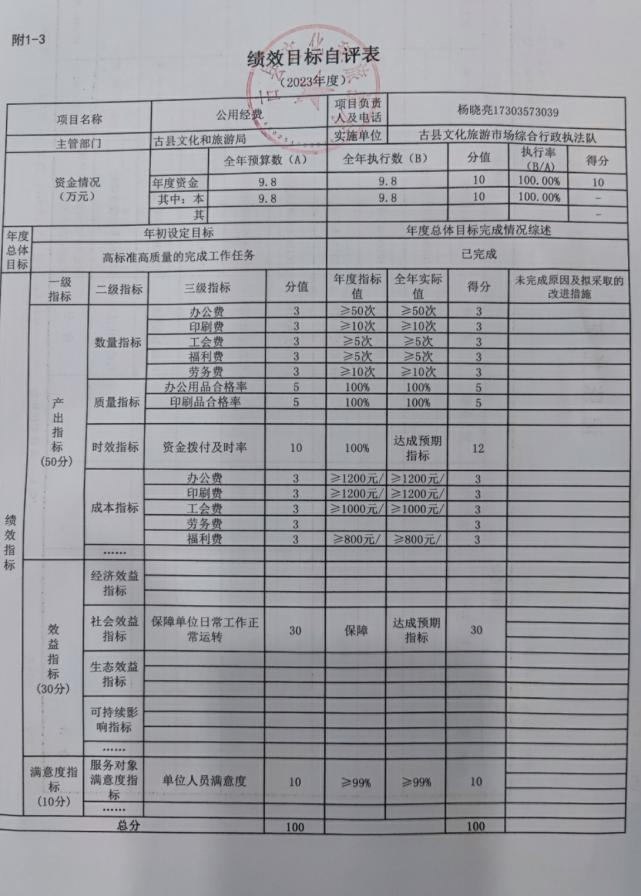 附1-3
绩效目标自评表
（2023年度）
项目名称 公用经费 项目负责人及电话 杨晓亮17303573039
主管部门 古县文化和旅游局 实施单位 古县文化旅游市场综合行政执法队
资金情况（万元） 全年预算数（A） 全年执行数（B） 分值 执行率（B/A） 得分
年度资金 9.8 9.8 10 100.00% 10
其中：本 9.8 9.8 10 100.00% -
其 -
年度总体目标 年初设定目标 年度总体目标完成情况综述
高标准高质量的完成工作任务 已完成
绩效指标 一级指标 二级指标 三级指标 分值 年度指标值 全年实际值 得分 未完成原因及拟采取的改进措施
产出指标(50分) 数量指标 办公费 3 ≥50次 ≥50次 3
印刷费 3 ≥10次 ≥10次 3
工会费 3 ≥5次 ≥5次 3
福利费 3 ≥5次 ≥5次 3
劳务费 3 ≥10次 ≥10次 3
质量指标 办公用品合格率 5 100% 100% 5
印刷品合格率 5 100% 100% 5
时效指标 资金拨付及时率 10 100% 达成预期指标 12
成本指标 办公费 3 ≥1200元/ ≥1200元/ 3
印刷费 3 ≥1200元/ ≥1200元/ 3
工会费 3 ≥1000元/ ≥1000元/ 3
劳务费 3 3
福利费 3 ≥800元/ ≥800元/ 3
……
效益指标(30分) 经济效益指标
社会效益指标 保障单位日常工作正常运转 30 保障 达成预期指标 30
生态效益指标
可持续影响指标
……
满意度指标(10分) 服务对象满意度指标 单位人员满意度 10 ≥99% ≥99% 10
……
总分 100 100